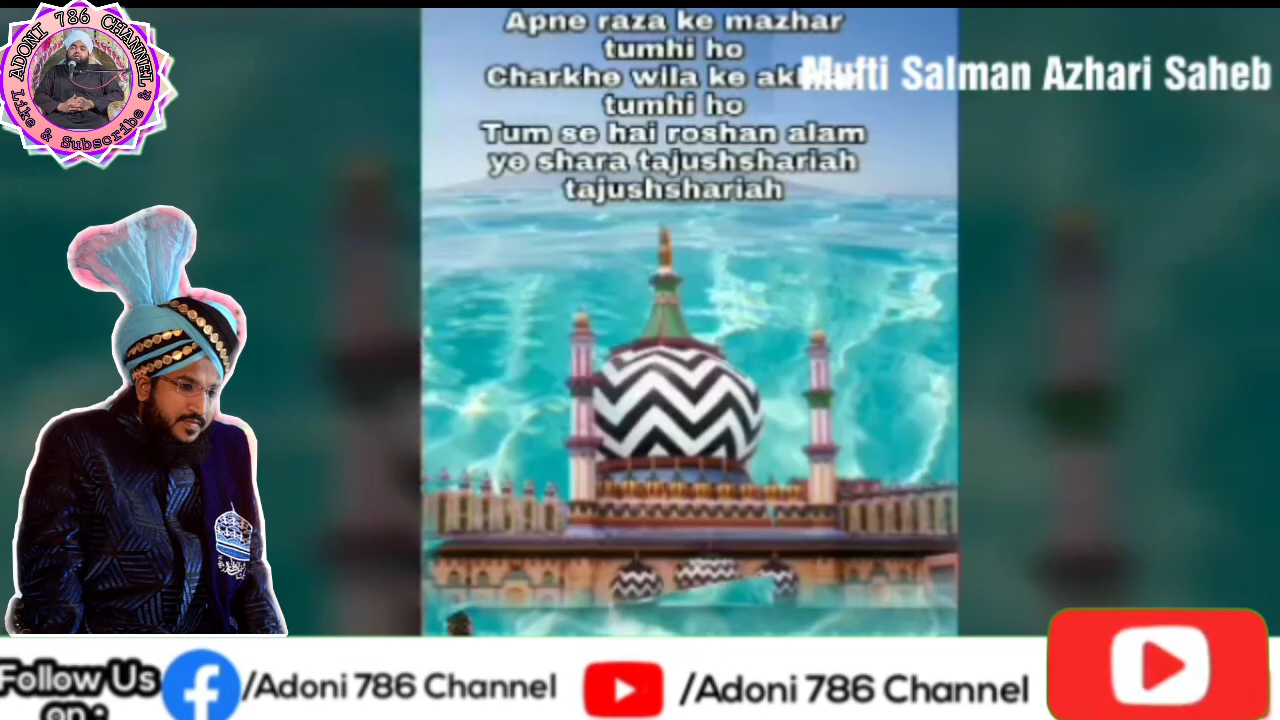 ADONI 786 CHANNEL
Like & Subscribe
Apne raza ke mazhar
tumhi ho
Charkhe wila ke
tumhi ho
Tum se hai roshan alam
ye shara tajushshariah
tajushshariah
Mufti Salman Azhari Saheb
Follow Us
on :
/Adoni 786 Channel
/Adoni 786 Channel